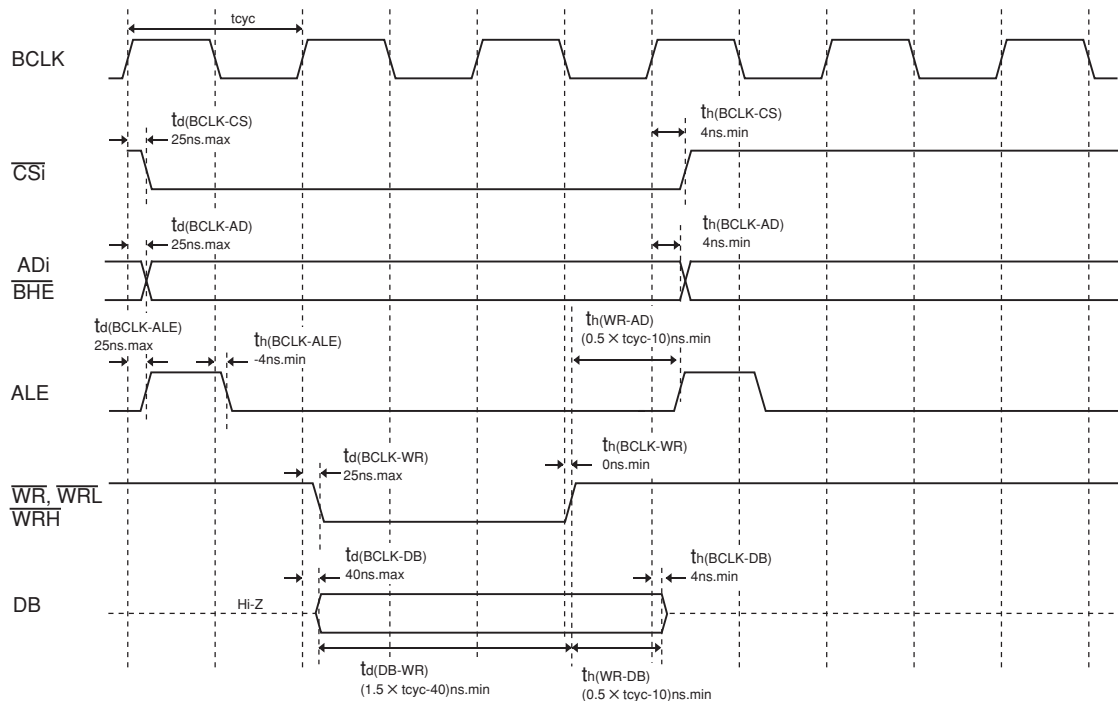 tcyc
BCLK
td(BCLK-CS)
25ns.max
th(BCLK-CS)
4ns.min
CSi
td(BCLK-AD)
25ns.max
th(BCLK-AD)
4ns.min
ADi
BHE
td(BCLK-ALE)
25ns.max
th(BCLK-ALE)
-4ns.min
th(WR-AD)
(0.5 × tcyc-10)ns.min
ALE
td(BCLK-WR)
25ns.max
th(BCLK-WR)
0ns.min
WR, WRL
WRH
td(BCLK-DB)
40ns.max
th(BCLK-DB)
4ns.min
DB
Hi-Z
td(DB-WR)
(1.5 × tcyc-40)ns.min
th(WR-DB)
(0.5 × tcyc-10)ns.min